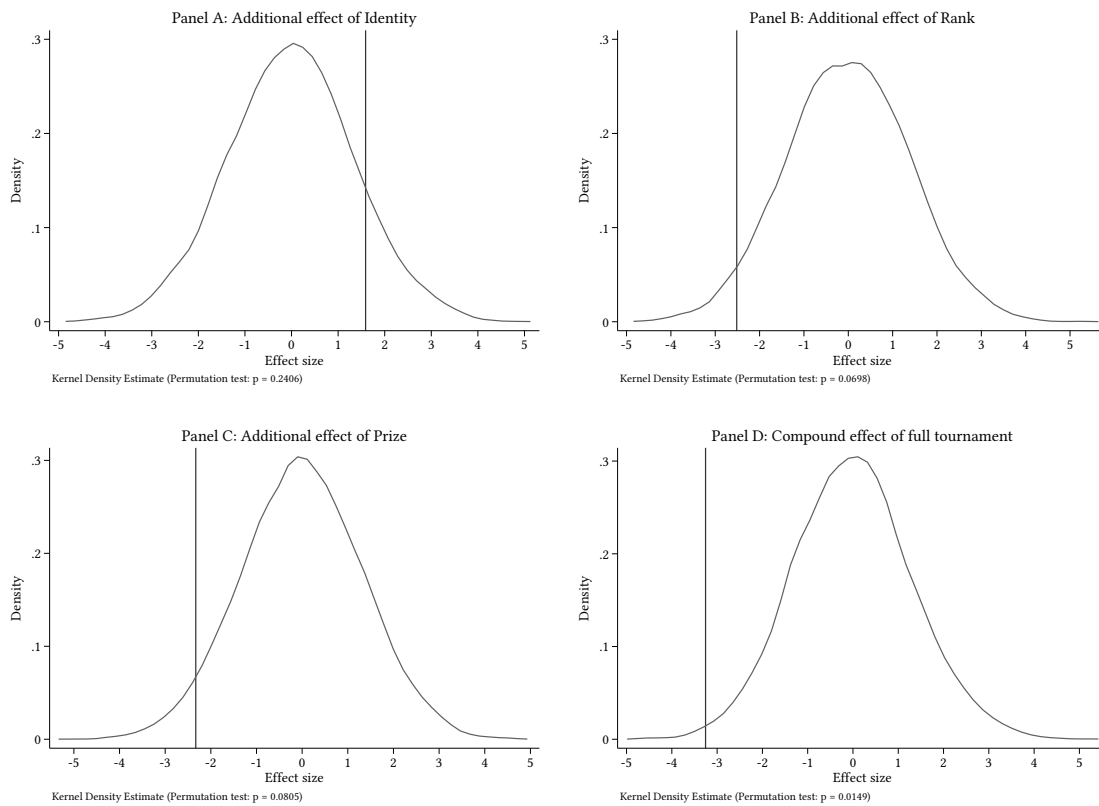 Panel A: Additional effect of Identity
.3
.2
.1
0
Density
-5 -4 -3 -2 -1 0 1 2 3 4 5
Effect size
Kernel Density Estimate (Permutation test: p = 0.2406)
Panel B: Additional effect of Rank
.3
.2
.1
0
Density
-5 -4 -3 -2 -1 0 1 2 3 4 5
Effect size
Kernel Density Estimate (Permutation test: p = 0.0698)
Panel C: Additional effect of Prize
.3
.2
.1
0
Density
-5 -4 -3 -2 -1 0 1 2 3 4 5
Effect size
Kernel Density Estimate (Permutation test: p = 0.0805)
Panel D: Compound effect of full tournament
.3
.2
.1
0
Density
-5 -4 -3 -2 -1 0 1 2 3 4 5
Effect size
Kernel Density Estimate (Permutation test: p = 0.0149)